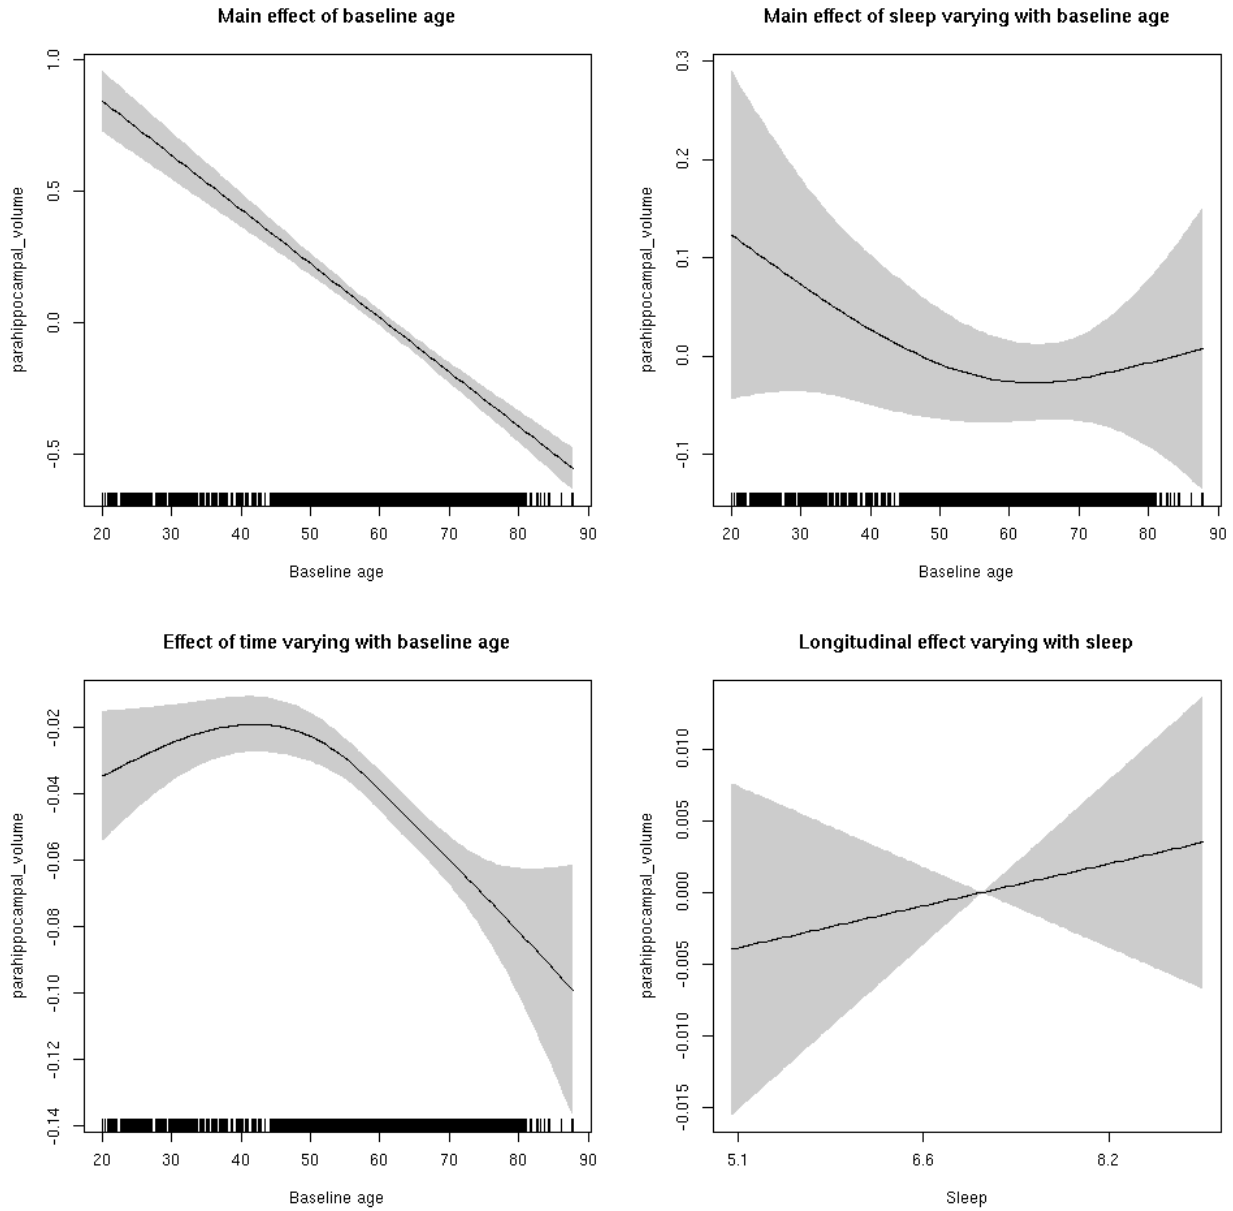 Main effect of baseline age
parahippocampal_volume
1.0
0.5
0.0
-0.5
20 30 40 50 60 70 80 90
Baseline age
Main effect of sleep varying with baseline age
parahippocampal_volume
0.3
0.2
0.1
0.0
-0.1
20 30 40 50 60 70 80 90
Baseline age
Effect of time varying with baseline age
parahippocampal_volume
-0.02
-0.04
-0.06
-0.08
-0.10
-0.12
-0.14
20 30 40 50 60 70 80 90
Baseline age
Longitudinal effect varying with sleep
parahippocampal_volume
0.010
0.005
0.000
-0.005
-0.010
-0.015
5.1 6.6 8.2
Sleep